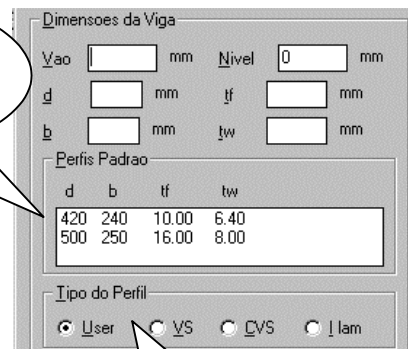 Dimensoes da Viga
Vao mm Nivel 0 mm
d mm tf mm
b mm tw mm
Perfis Padrao
d b tf tw
420 240 10.00 6.40
500 250 16.00 8.00
Tipo do Perfil
User VS CVS I lam